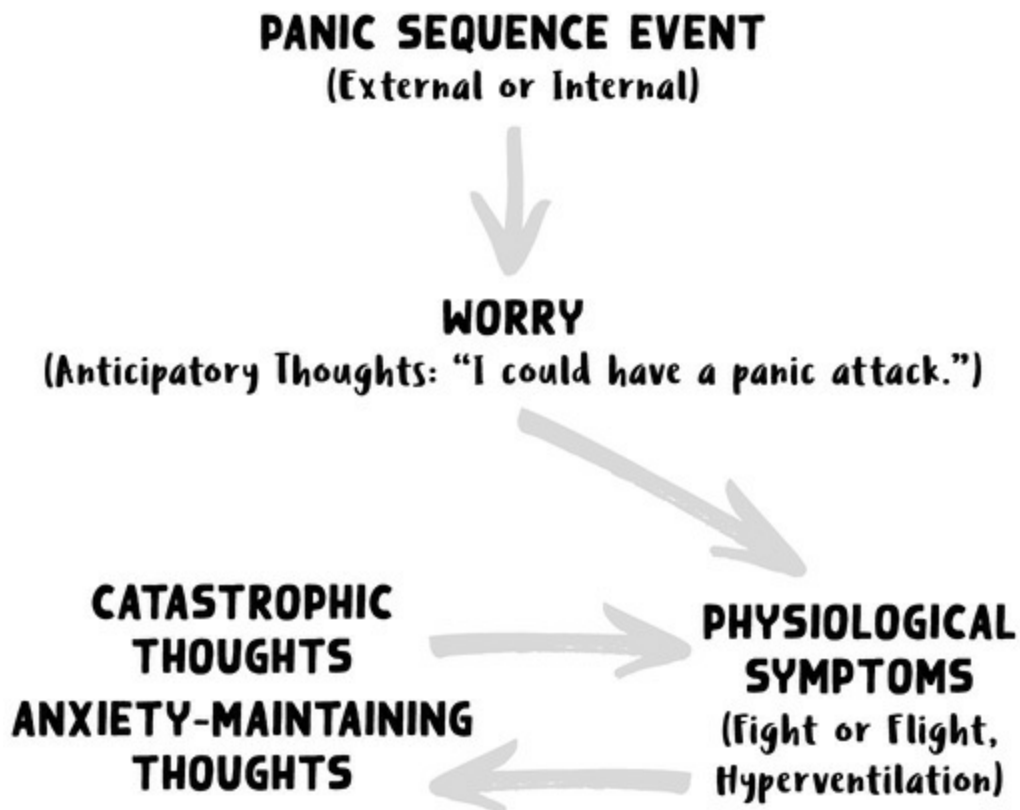 PANIC SEQUENCE EVENT
(External or Internal)
WORRY
(Anticipatory Thoughts: “I could have a panic attack.”)
CATASTROPHIC
THOUGHTS
ANXIETY-MAINTAINING
THOUGHTS
PHYSIOLOGICAL
SYMPTOMS
(Fight or Flight,
Hyperventilation)